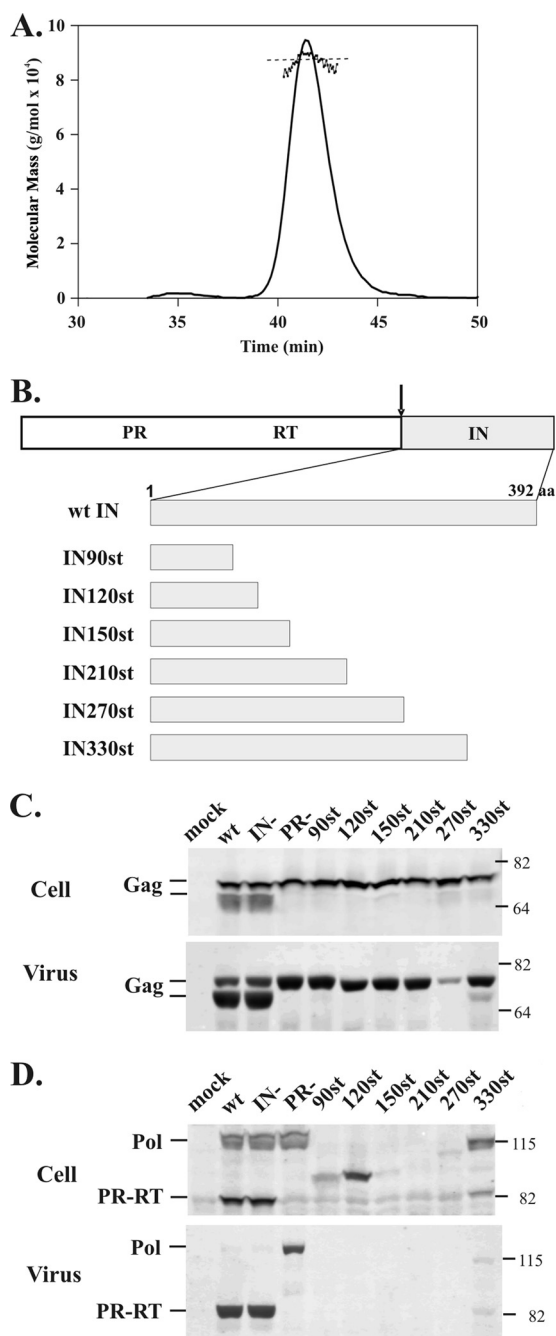 A.
Molecular Mass (g/mol x 10⁴)
10
8
6
4
2
0
30 35 40 45 50
Time (min)
B.
PR RT IN
1 392 aa
wt IN
IN90st
IN120st
IN150st
IN210st
IN270st
IN330st
C.
mock wt IN- PR- 90st 120st 150st 210st 270st 330st
Cell Gag 82
64
Virus Gag 82
64
D.
mock wt IN- PR- 90st 120st 150st 210st 270st 330st
Pol 115
Cell
PR-RT 82
Pol
115
Virus
PR-RT 82